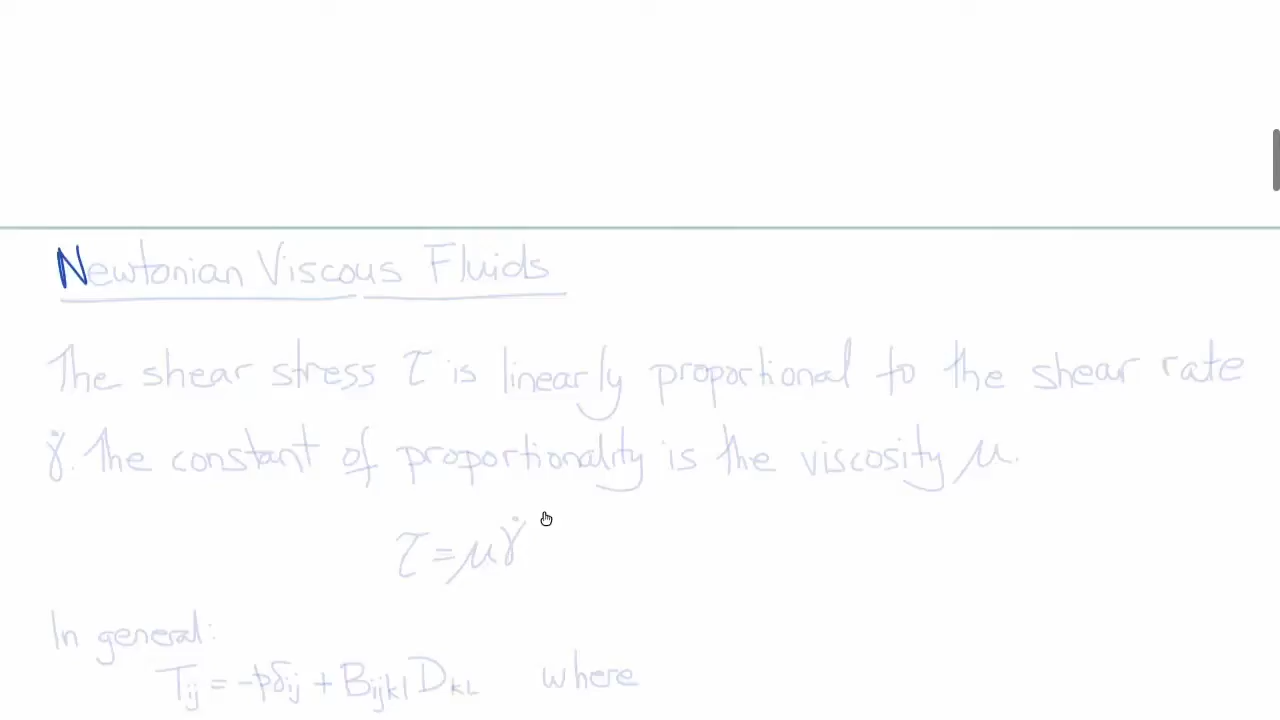 Newtonian Viscous Fluids
The shear stress τ is linearly proportional to the shear rate
γ̇. The constant of proportionality is the viscosity μ.
τ = μγ̇
In general:
Tij = -pδij + Bijkl DKL where